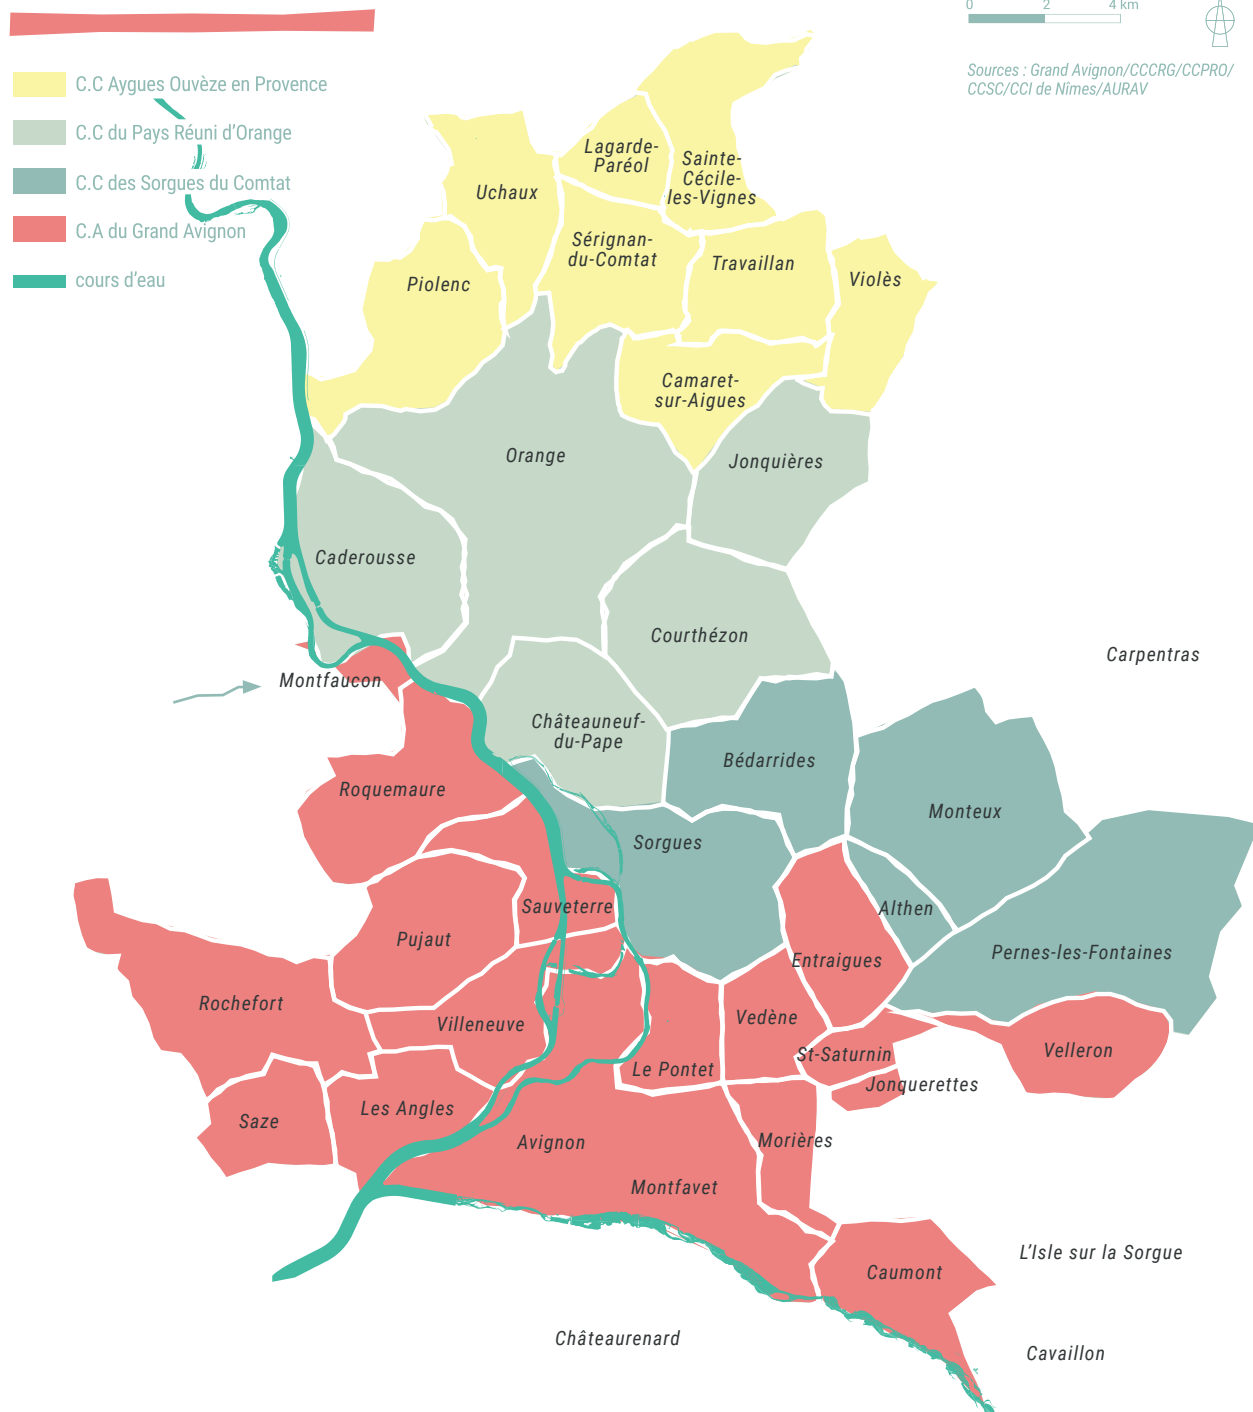 0 2 4 km
Sources : Grand Avignon/CCCRG/CCPRO/
CCSC/CCI de Nîmes/AURAV
C.C Aygues Ouvèze en Provence
C.C du Pays Réuni d'Orange
C.C des Sorgues du Comtat
C.A du Grand Avignon
cours d'eau
Lagarde-
Paréol
Sainte-
Cécile-
les-Vignes
Uchaux
Sérignan-
du-Comtat
Travaillan
Violès
Piolenc
Camaret-
sur-Aigues
Orange
Jonquières
Caderousse
Courthézon
Carpentras
Montfaucon
Châteauneuf-
du-Pape
Bédarrides
Roquemaure
Monteux
Sorgues
Sauveterre
Althen
Pujaut
Pernes-les-Fontaines
Entraigues
Rochefort
Villeneuve
Vedène
St-Saturnin
Velleron
Le Pontet
Jonquerettes
Les Angles
Saze
Avignon
Morières
Montfavet
L'Isle sur la Sorgue
Caumont
Châteaurenard
Cavaillon